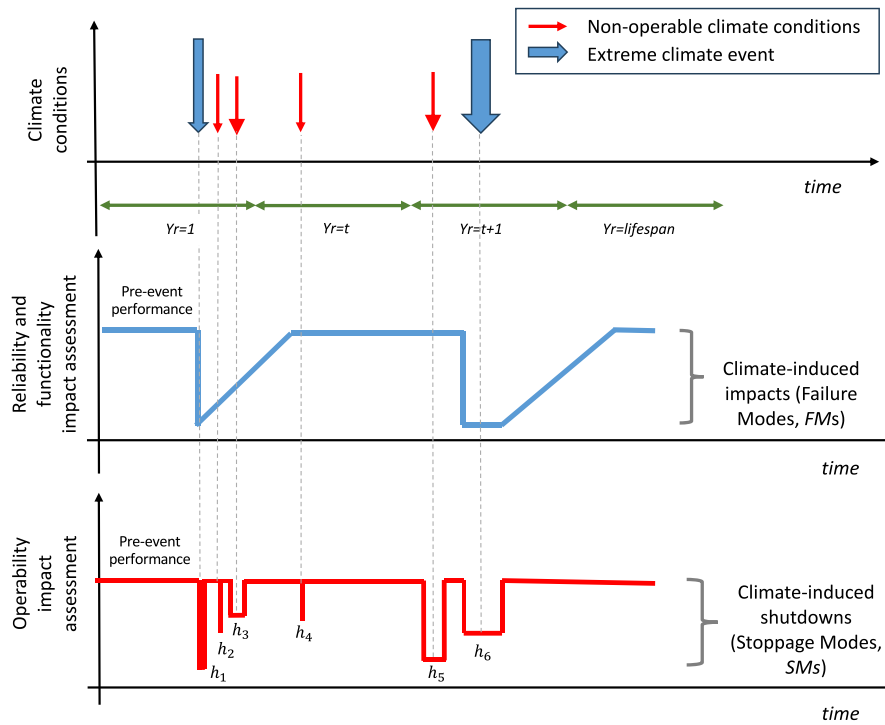 Non-operable climate conditions
Extreme climate event
Climate
conditions
time
Yr=1
Yr=t
Yr=t+1
Yr=lifespan
Reliability and
functionality
impact assessment
Pre-event
performance
Climate-induced
impacts (Failure
Modes, FMs)
time
Operability
impact
assessment
Pre-event
performance
h₁
h₂
h₃
h₄
h₅
h₆
Climate-induced
shutdowns
(Stoppage Modes,
SMs)
time